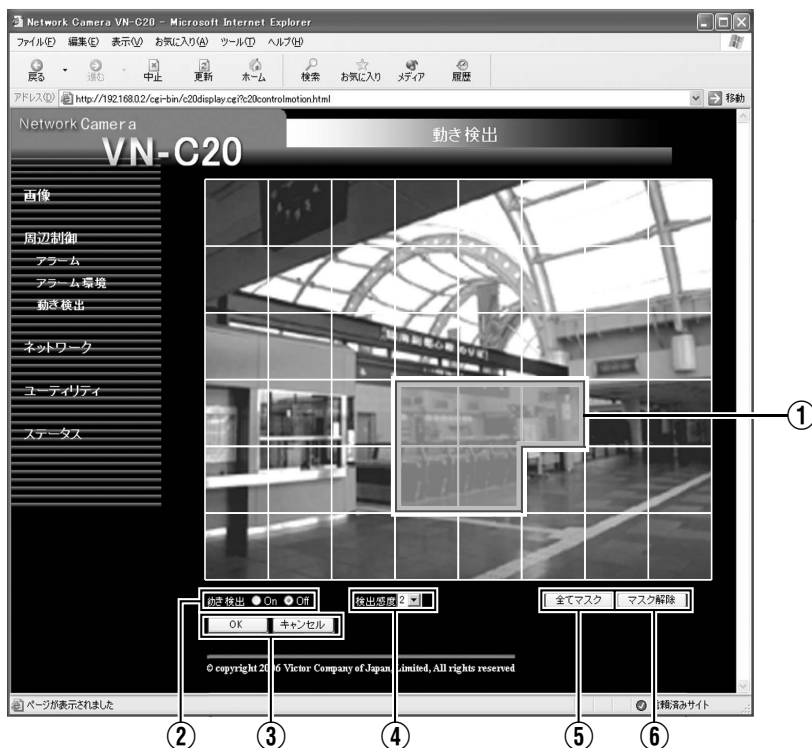 Network Camera VN-C20 - Microsoft Internet Explorer
ファイル(F) 編集(E) 表示(V) お気に入り(A) ツール(T) ヘルプ(H)
戻る 進む 中止 更新 ホーム 検索 お気に入り メディア 履歴
アドレス(D) http://192.168.0.2/cgi-bin/c20display.cgi?c20controlmotion.html 移動
Network Camera
VN-C20
動き検出
画像
周辺制御
アラーム
アラーム環境
動き検出
ネットワーク
ユーティリティ
ステータス
①
動き検出 On Off 検出感度 2 全てマスク マスク解除
OK キャンセル
© copyright 2006 Victor Company of Japan, Limited, All rights reserved
ページが表示されました 信頼済みサイト
② ③ ④ ⑤ ⑥